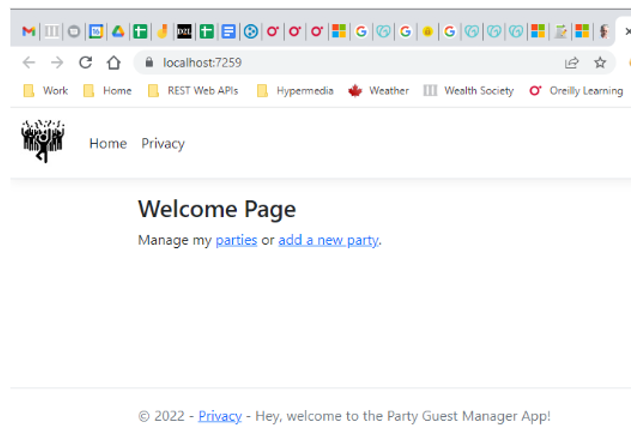 localhost:7259
Work Home REST Web APIs Hypermedia Weather Wealth Society Oreilly Learning
Home Privacy
Welcome Page
Manage my parties or add a new party.
© 2022 - Privacy - Hey, welcome to the Party Guest Manager App!